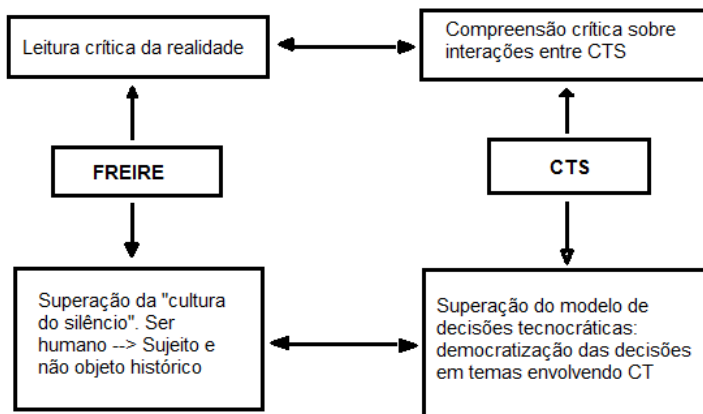 Leitura crítica da realidade
Compreensão crítica sobre
interações entre CTS
FREIRE
CTS
Superação da "cultura
do silêncio". Ser
humano --> Sujeito e
não objeto histórico
Superação do modelo de
decisões tecnocráticas:
democratização das decisões
em temas envolvendo CT